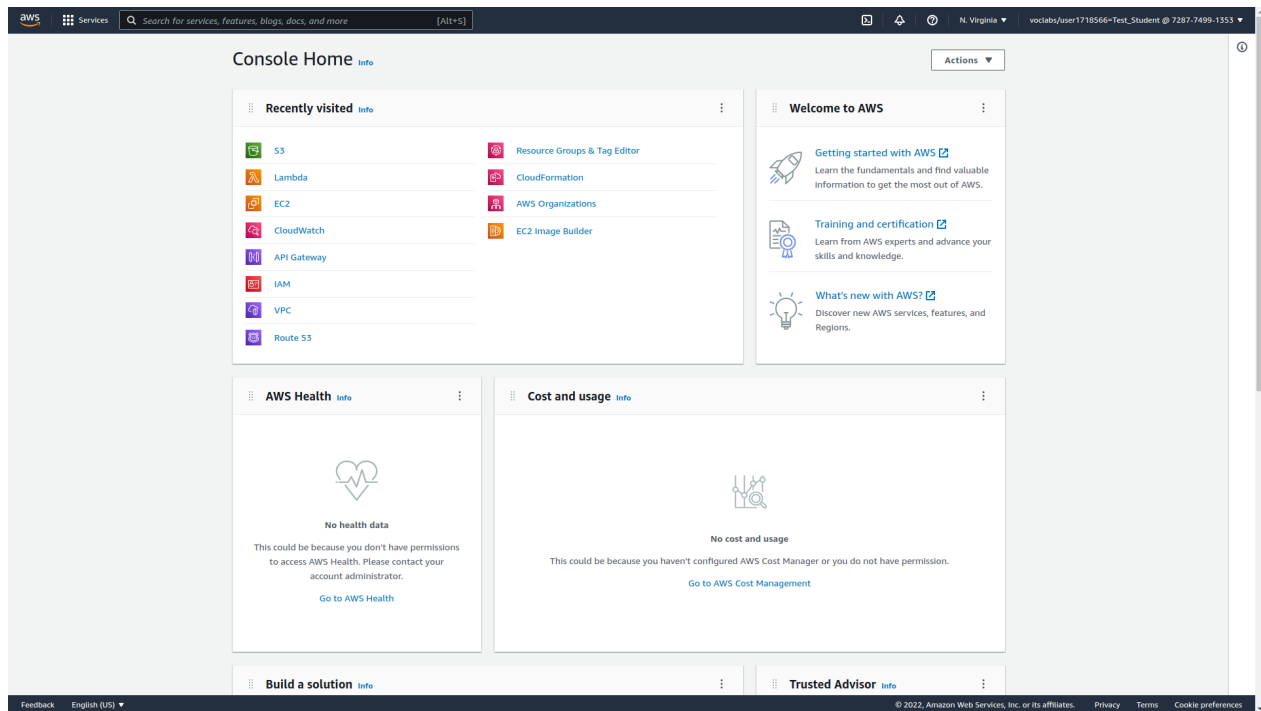 aws
Services
Search for services, features, blogs, docs, and more
[Alt+S]
N. Virginia ▼
voclabs/user1718566=Test_Student @ 7287-7499-1353 ▼
Console Home Info
Actions ▼
Recently visited Info
S3
Lambda
EC2
CloudWatch
API Gateway
IAM
VPC
Route 53
Resource Groups & Tag Editor
CloudFormation
AWS Organizations
EC2 Image Builder
Welcome to AWS
Getting started with AWS
Learn the fundamentals and find valuable
information to get the most out of AWS.
Training and certification
Learn from AWS experts and advance your
skills and knowledge.
What's new with AWS?
Discover new AWS services, features, and
Regions.
AWS Health Info
No health data
This could be because you don't have permissions
to access AWS Health. Please contact your
account administrator.
Go to AWS Health
Cost and usage Info
No cost and usage
This could be because you haven't configured AWS Cost Manager or you do not have permission.
Go to AWS Cost Management
Build a solution Info
Trusted Advisor Info
Feedback
English (US) ▼
© 2022, Amazon Web Services, Inc. or its affiliates.
Privacy
Terms
Cookie preferences